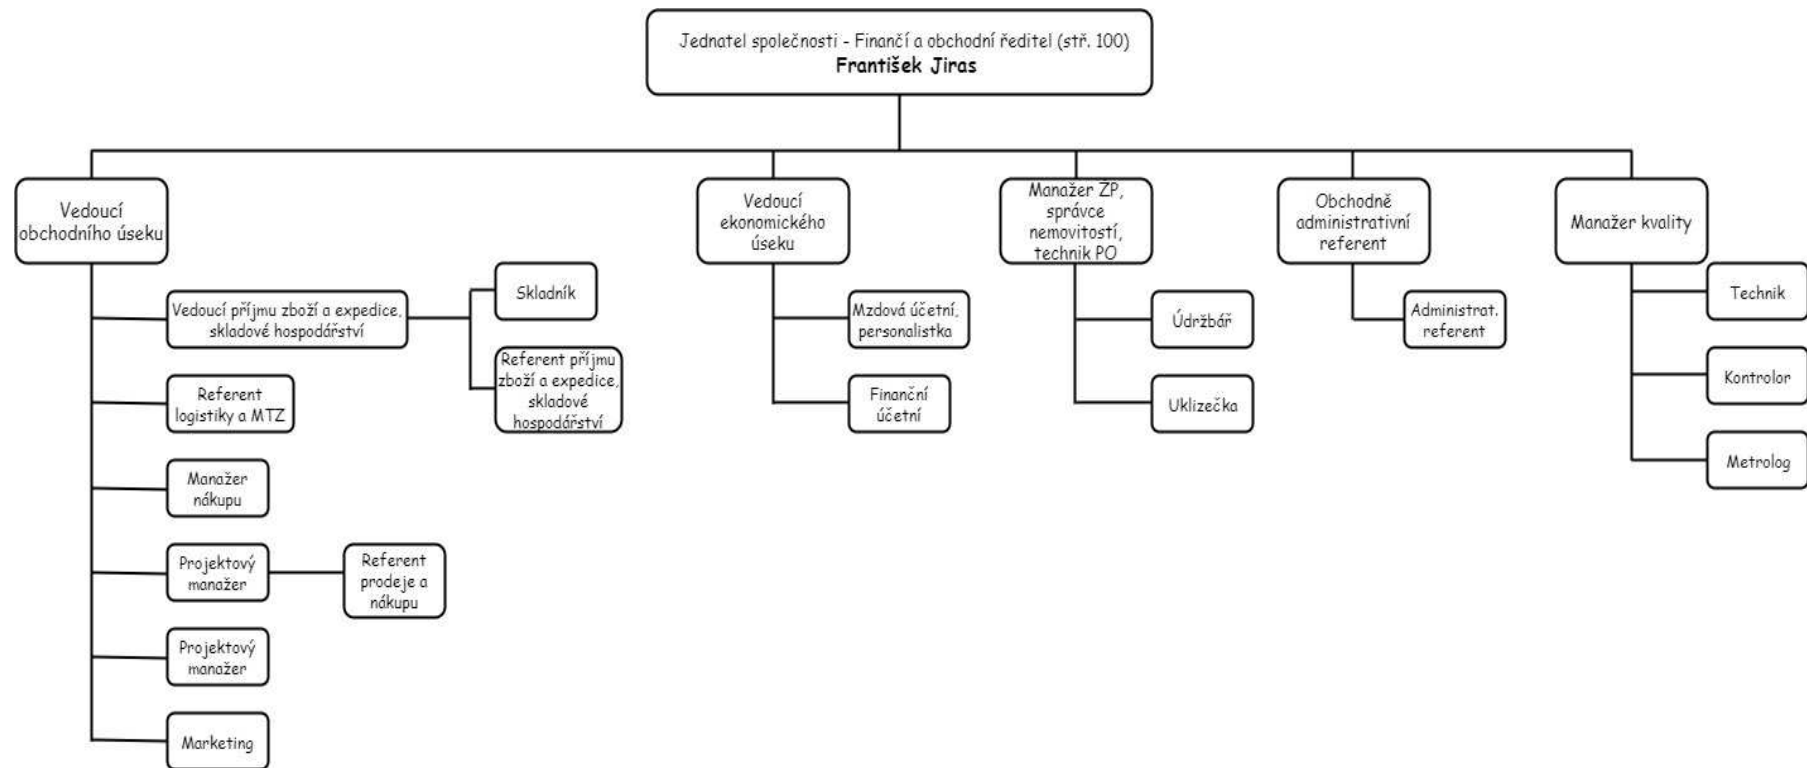 Jednatel společnosti - Finančí a obchodní ředitel (stř. 100)
František Jiras
Vedoucí
obchodního úseku
Vedoucí
ekonomického
úseku
Manažer ŽP,
správce
nemovitostí,
technik PO
Obchodně
administrativní
referent
Manažer kvality
Vedoucí příjmu zboží a expedice,
skladové hospodářství
Skladník
Referent příjmu
zboží a expedice,
skladové
hospodářství
Referent
logistiky a MTZ
Manažer
nákupu
Projektový
manažer
Referent
prodeje a
nákupu
Projektový
manažer
Marketing
Mzdová účetní,
personalistka
Finanční
účetní
Údržbář
Uklizečka
Administrat.
referent
Technik
Kontrolor
Metrolog